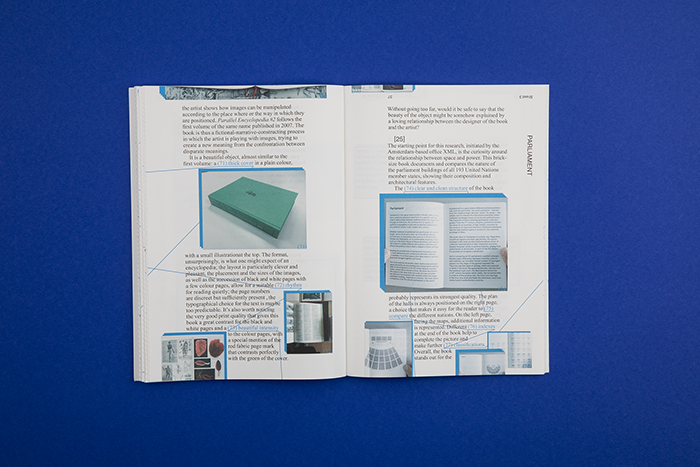 the artist shows how images can be manipulated
according to the place where or the way in which they
are positioned. Parallel Encyclopedia #2 follows the
first volume of the same name published in 2007. The
book is thus a fictional-narrative-constructing process
in which the artist is playing with images, trying to
create a new meaning from the confrontation between
disparate meanings.
It is a beautiful object, almost similar to the
first volume: a (71) thick cover in a plain colour,
with a small illustration at the top. The format,
unsurprisingly, is what one might expect of an
encyclopedia; the layout is particularly clever and
pleasant, the placement and the sizes of the images,
as well as the succession of black and white pages with
a few colour pages, allow for a suitable (72) rhythm
for reading quietly; the page numbers
are discreet but sufficiently present, the
typographical choice for the text is maybe
too predictable. It's also worth noticing
the very good print quality that gives this
book a great contrast for the black and
white pages and a (73) beautiful intensity
to the colour pages, with
a special mention of the
red fabric page mark
that contrasts perfectly
with the green of the cover.
Without going too far, would it be safe to say that the
beauty of the object might be somewhat explained by
a loving relationship between the designer of the book
and the artist?
[25]
The starting point for this research, initiated by the
Amsterdam-based office XML, is the curiosity around
the relationship between space and power. This brick-
size book documents and compares the nature of
the parliament buildings of all 193 United Nations
member states, showing their composition and
architectural features.
The (74) clear and clean structure of the book
Parliament
probably represents its strongest quality. The plan
of the halls is always positioned on the right page,
a choice that makes it easy for the reader to (75)
compare the different nations. On the left page,
facing the maps, additional information
is represented. Different (76) indexes
at the end of the book help to
complete the picture and
make further (77) classifications.
Overall, the book
stands out for the
PARLIAMENT